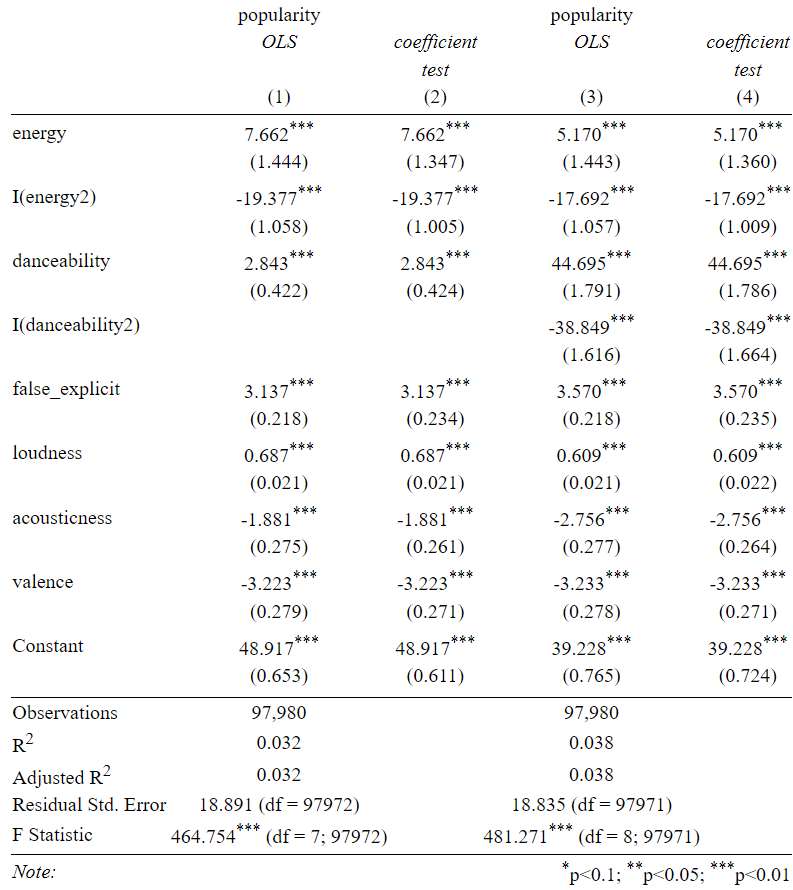 popularity popularity
OLS coefficient OLS coefficient
test test
(1) (2) (3) (4)
energy 7.662*** 7.662*** 5.170*** 5.170***
(1.444) (1.347) (1.443) (1.360)
I(energy2) -19.377*** -19.377*** -17.692*** -17.692***
(1.058) (1.005) (1.057) (1.009)
danceability 2.843*** 2.843*** 44.695*** 44.695***
(0.422) (0.424) (1.791) (1.786)
I(danceability2) -38.849*** -38.849***
(1.616) (1.664)
false_explicit 3.137*** 3.137*** 3.570*** 3.570***
(0.218) (0.234) (0.218) (0.235)
loudness 0.687*** 0.687*** 0.609*** 0.609***
(0.021) (0.021) (0.021) (0.022)
acousticness -1.881*** -1.881*** -2.756*** -2.756***
(0.275) (0.261) (0.277) (0.264)
valence -3.223*** -3.223*** -3.233*** -3.233***
(0.279) (0.271) (0.278) (0.271)
Constant 48.917*** 48.917*** 39.228*** 39.228***
(0.653) (0.611) (0.765) (0.724)
Observations 97,980 97,980
R2 0.032 0.038
Adjusted R2 0.032 0.038
Residual Std. Error 18.891 (df = 97972) 18.835 (df = 97971)
F Statistic 464.754*** (df = 7; 97972) 481.271*** (df = 8; 97971)
Note: *p<0.1; **p<0.05; ***p<0.01